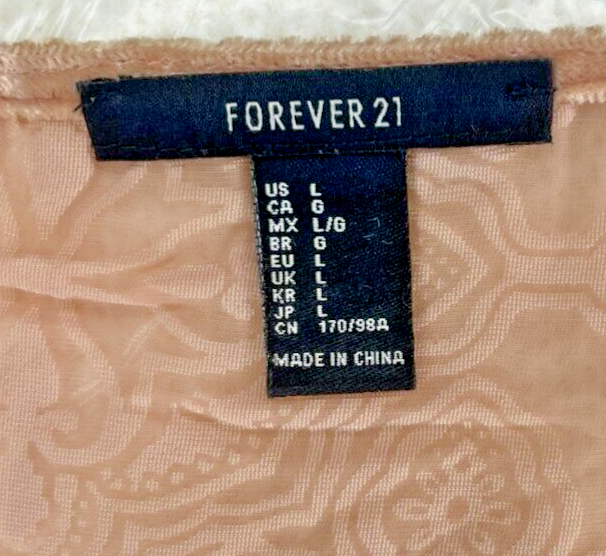 FOREVER 21
US L
CA G
MX L/G
BR G
EU L
UK L
KR L
JP L
CN 170/98A
MADE IN CHINA